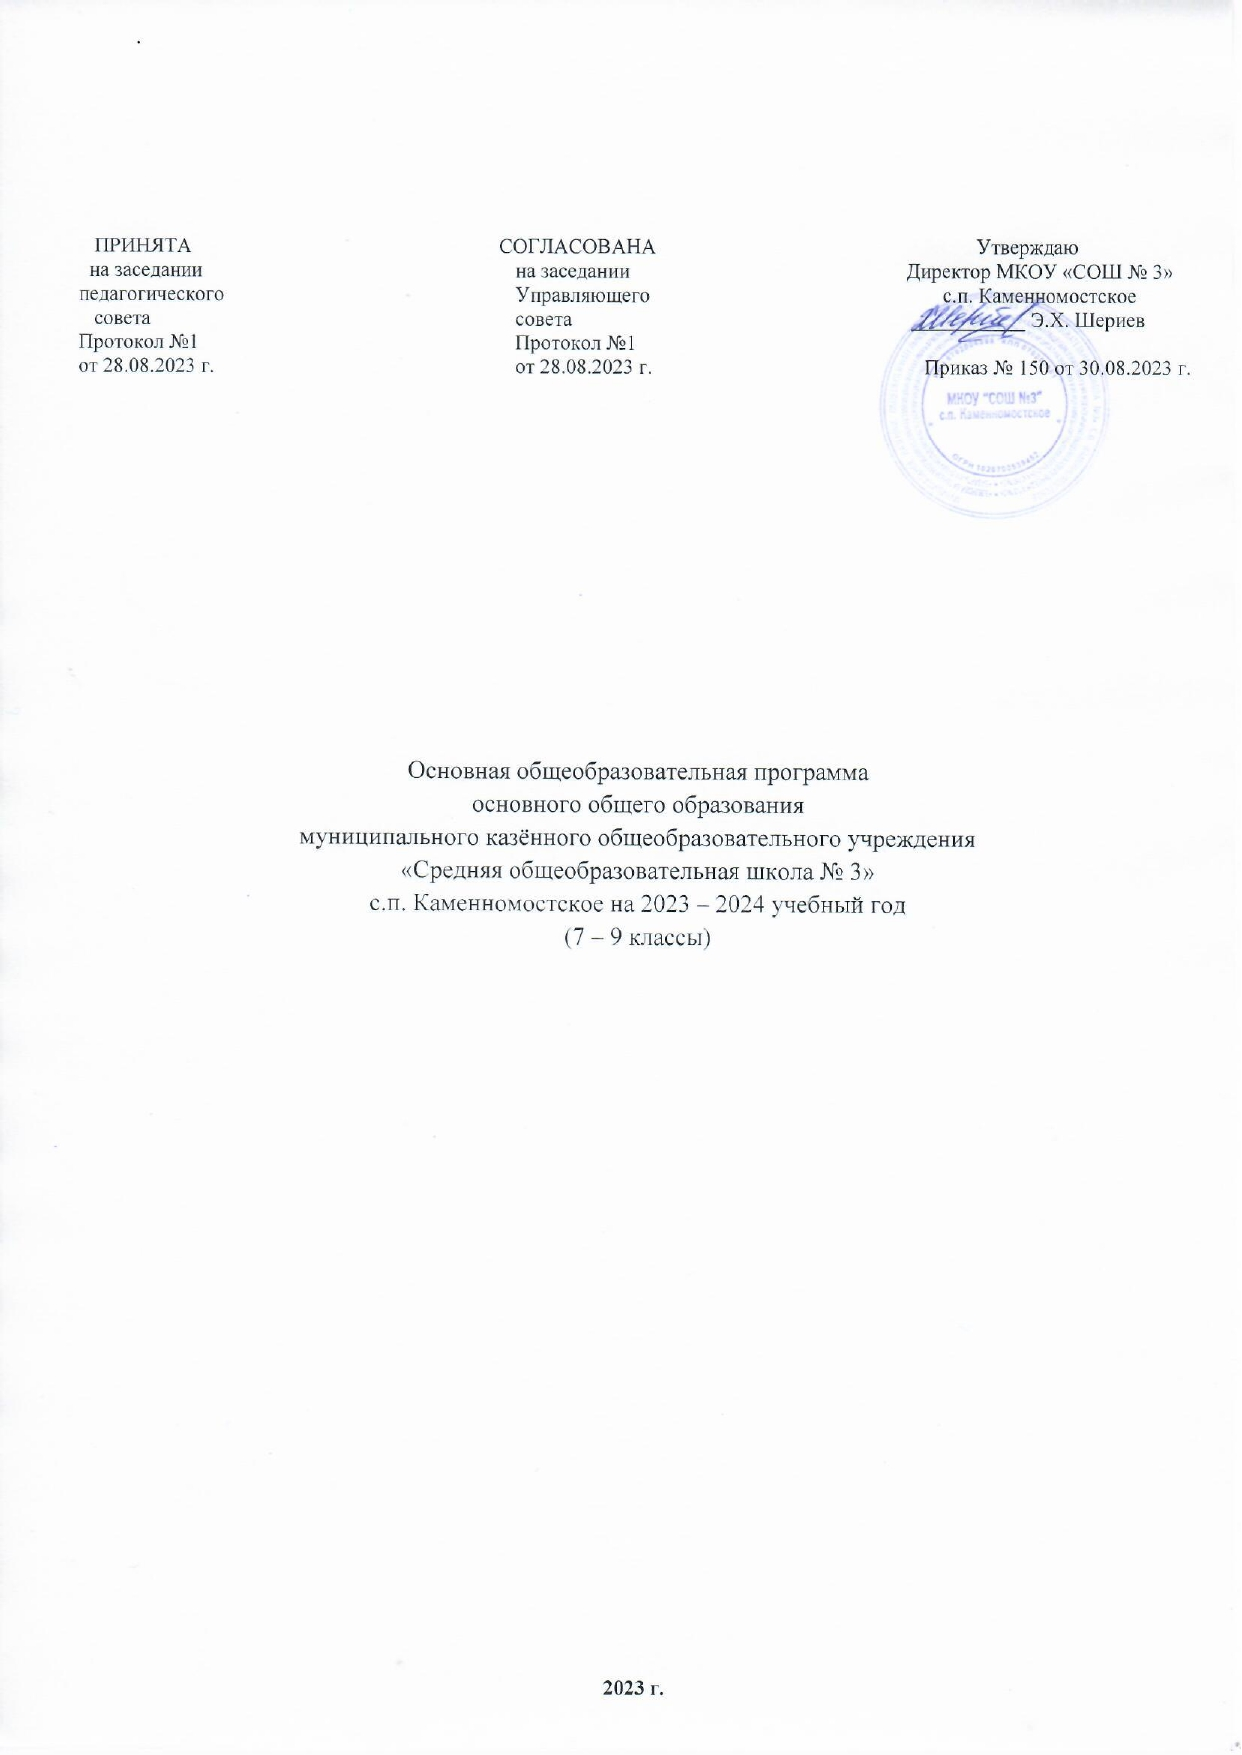 ПРИНЯТА
на заседании
педагогического
совета
Протокол №1
от 28.08.2023 г.
СОГЛАСОВАНА
на заседании
Управляющего
совета
Протокол №1
от 28.08.2023 г.
Утверждаю
Директор МКОУ «СОШ № 3»
с.п. Каменномостское
Э.Х. Шериев
Приказ № 150 от 30.08.2023 г.
МКОУ "СОШ №3"
с.п. Каменномостское
Основная общеобразовательная программа
основного общего образования
муниципального казённого общеобразовательного учреждения
«Средняя общеобразовательная школа № 3»
с.п. Каменномостское на 2023 – 2024 учебный год
(7 – 9 классы)
2023 г.